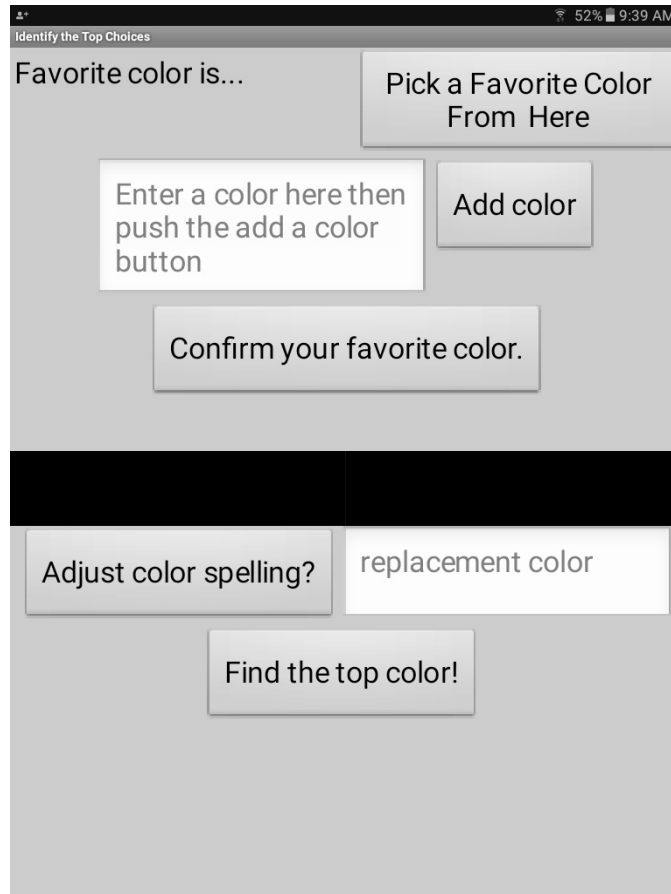 52% 9:39 AM
Identify the Top Choices
Favorite color is...
Pick a Favorite Color
From Here
Enter a color here then
push the add a color
button
Add color
Confirm your favorite color.
Adjust color spelling?
replacement color
Find the top color!